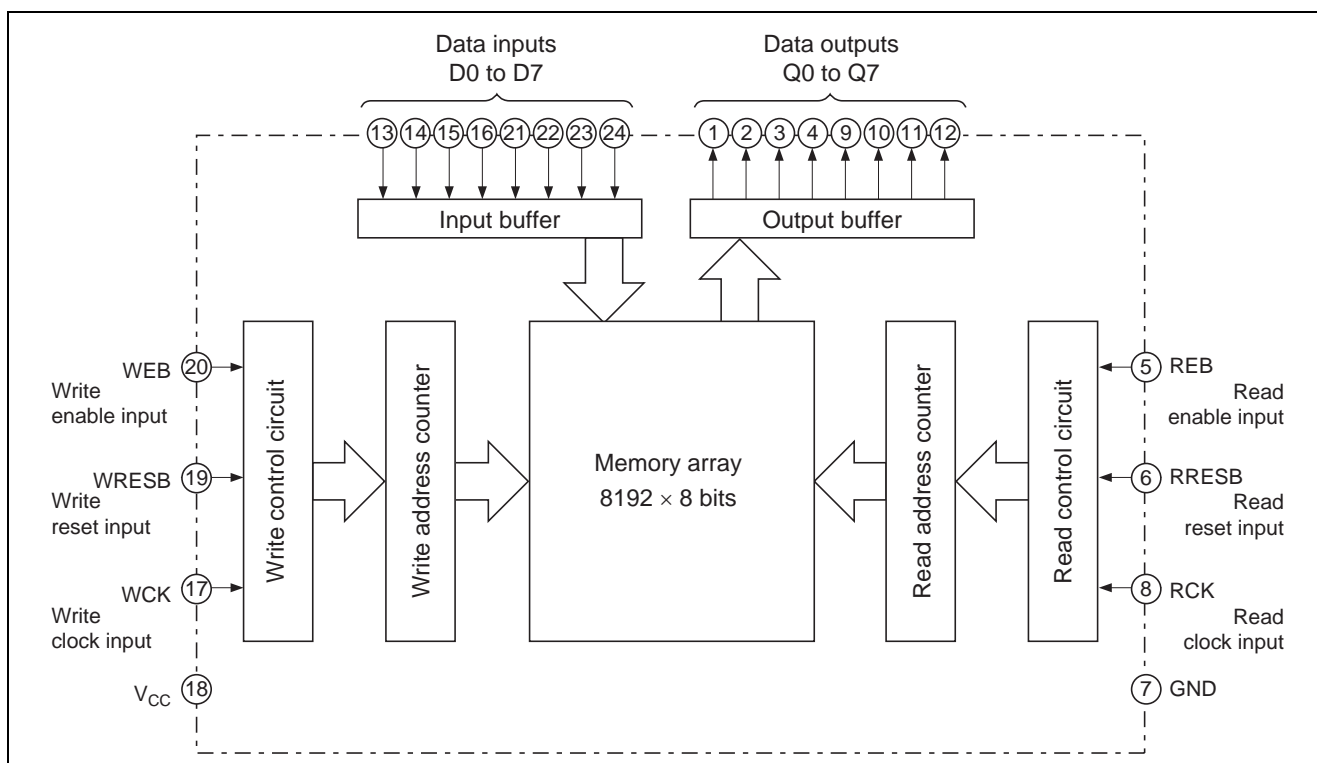 Data inputs
D0 to D7
Data outputs
Q0 to Q7
13 14 15 16 21 22 23 24
1 2 3 4 9 10 11 12
Input buffer
Output buffer
WEB 20
Write
enable input
WRESB 19
Write
reset input
WCK 17
Write
clock input
VCC 18
Write control circuit
Write address counter
Memory array
8192 × 8 bits
Read address counter
Read control circuit
5 REB
Read
enable input
6 RRESB
Read
reset input
8 RCK
Read
clock input
7 GND